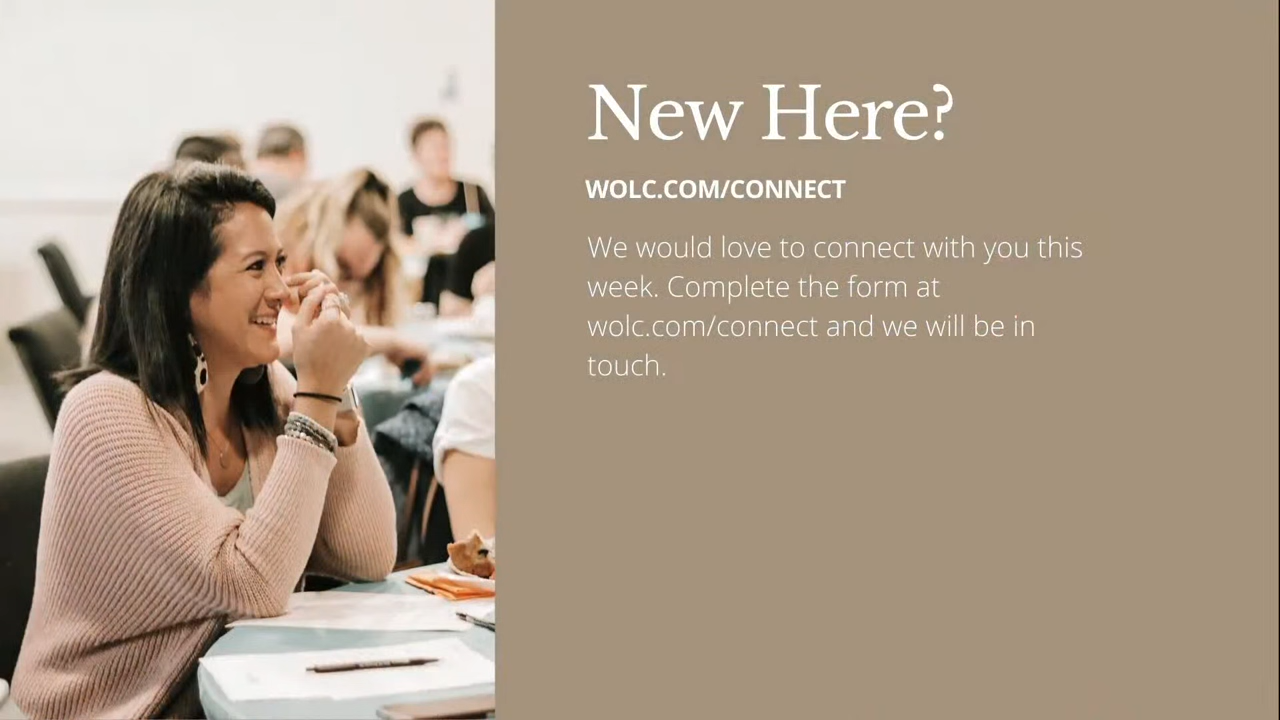 New Here?
WOLC.COM/CONNECT
We would love to connect with you this
week. Complete the form at
wolc.com/connect and we will be in
touch.